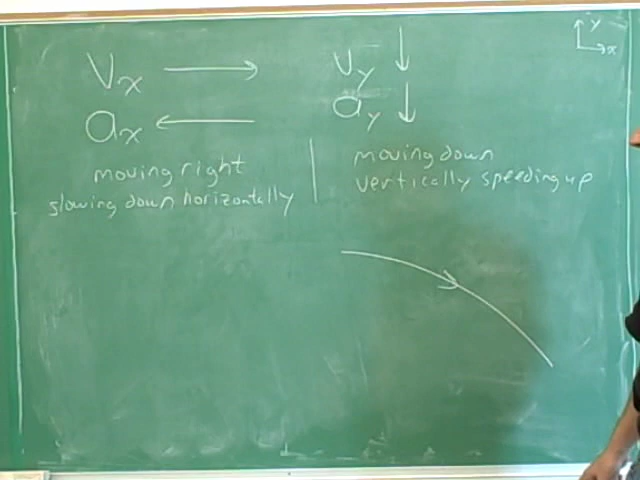 Vx
ax
moving right
slowing down horizontally
Vy
ay
moving down
vertically speeding up
y
x